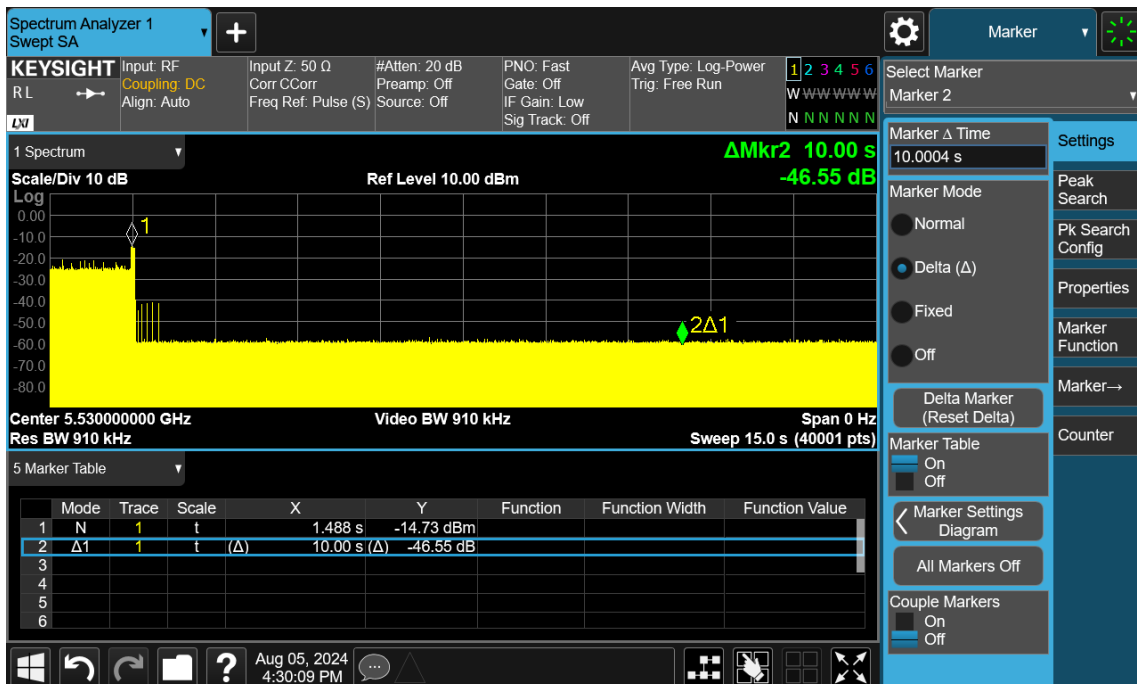 Spectrum Analyzer 1
Swept SA
Marker
KEYSIGHT
RL
LXI
Input: RF
Coupling: DC
Align: Auto
Input Z: 50 Ω
Corr CCorr
Freq Ref: Pulse (S)
#Atten: 20 dB
Preamp: Off
Source: Off
PNO: Fast
Gate: Off
IF Gain: Low
Sig Track: Off
Avg Type: Log-Power
Trig: Free Run
1 2 3 4 5 6
W W W W W W
N N N N N N
1 Spectrum
ΔMkr2 10.00 s
-46.55 dB
Scale/Div 10 dB
Ref Level 10.00 dBm
Log
0.00
-10.0
-20.0
-30.0
-40.0
-50.0
-60.0
-70.0
-80.0
1
2Δ1
Center 5.530000000 GHz
Video BW 910 kHz
Span 0 Hz
Res BW 910 kHz
Sweep 15.0 s (40001 pts)
5 Marker Table
Mode Trace Scale X Y Function Function Width Function Value
1 N 1 t 1.488 s -14.73 dBm
2 Δ1 1 t (Δ) 10.00 s (Δ) -46.55 dB
3
4
5
6
Aug 05, 2024
4:30:09 PM
Select Marker
Marker 2
Marker Δ Time
10.0004 s
Marker Mode
Normal
Delta (Δ)
Fixed
Off
Delta Marker
(Reset Delta)
Marker Table
On
Off
Marker Settings
Diagram
All Markers Off
Couple Markers
On
Off
Settings
Peak
Search
Pk Search
Config
Properties
Marker
Function
Marker→
Counter